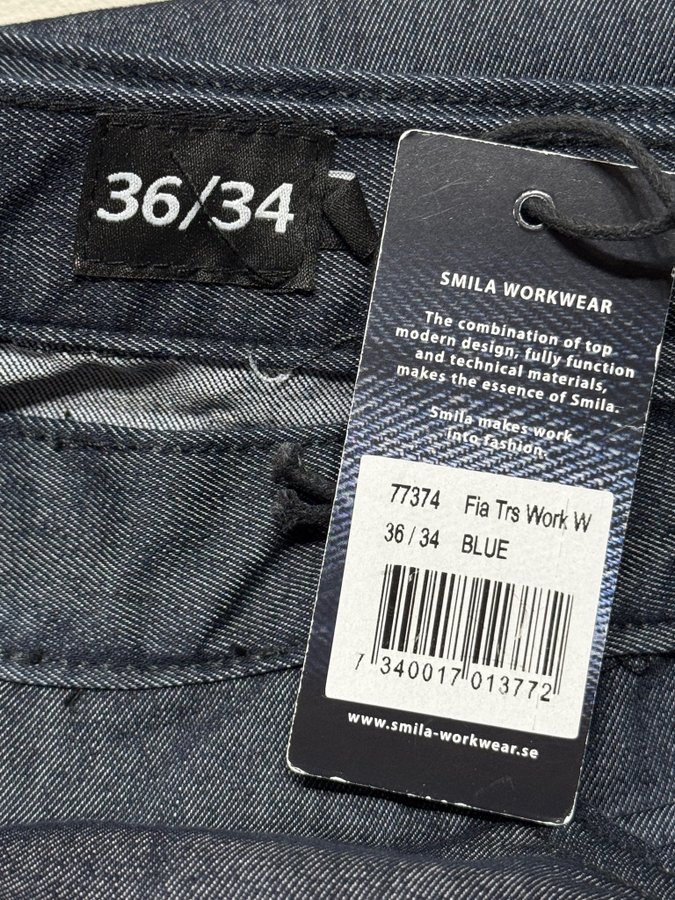 36/34
SMILA WORKWEAR
The combination of top
modern design, fully function
and technical materials,
makes the essence of Smila.
Smila makes work
into fashion.
77374 Fia Trs Work W
36 / 34 BLUE
7 340017 013772
www.smila-workwear.se